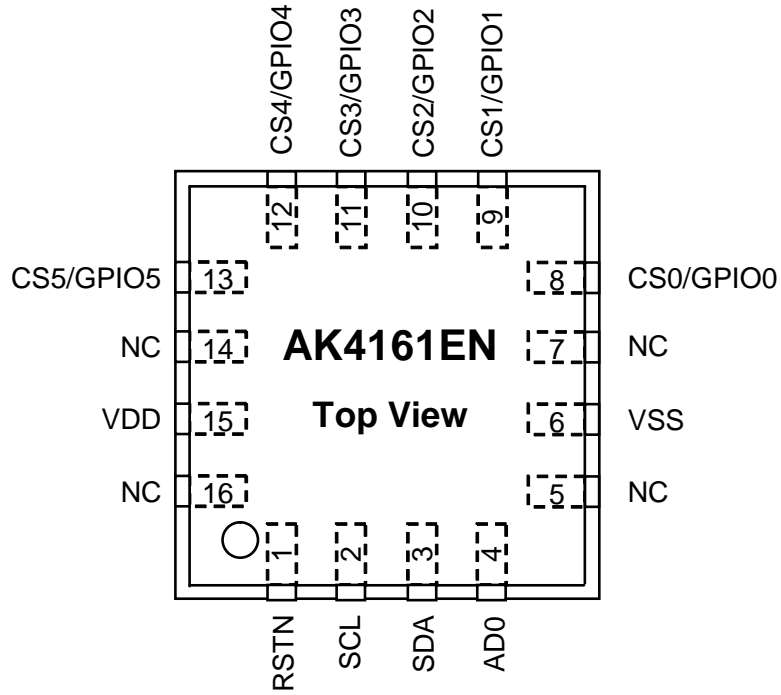 CS4/GPIO4
CS3/GPIO3
CS2/GPIO2
CS1/GPIO1
12
11
10
9
CS5/GPIO5
13
8
CS0/GPIO0
NC
14
AK4161EN
7
NC
VDD
15
Top View
6
VSS
NC
16
5
NC
1
2
3
4
RSTN
SCL
SDA
AD0